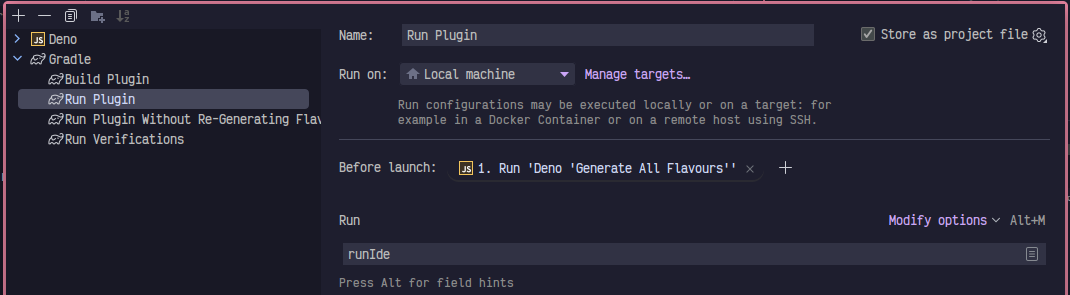 JS Deno
Gradle
Build Plugin
Run Plugin
Run Plugin Without Re-Generating Flav
Run Verifications
Name: Run Plugin Store as project file
Run on: Local machine Manage targets…
Run configurations may be executed locally or on a target: for
example in a Docker Container or on a remote host using SSH.
Before launch: JS 1. Run 'Deno 'Generate All Flavours''
Run Modify options Alt+M
runIde
Press Alt for field hints